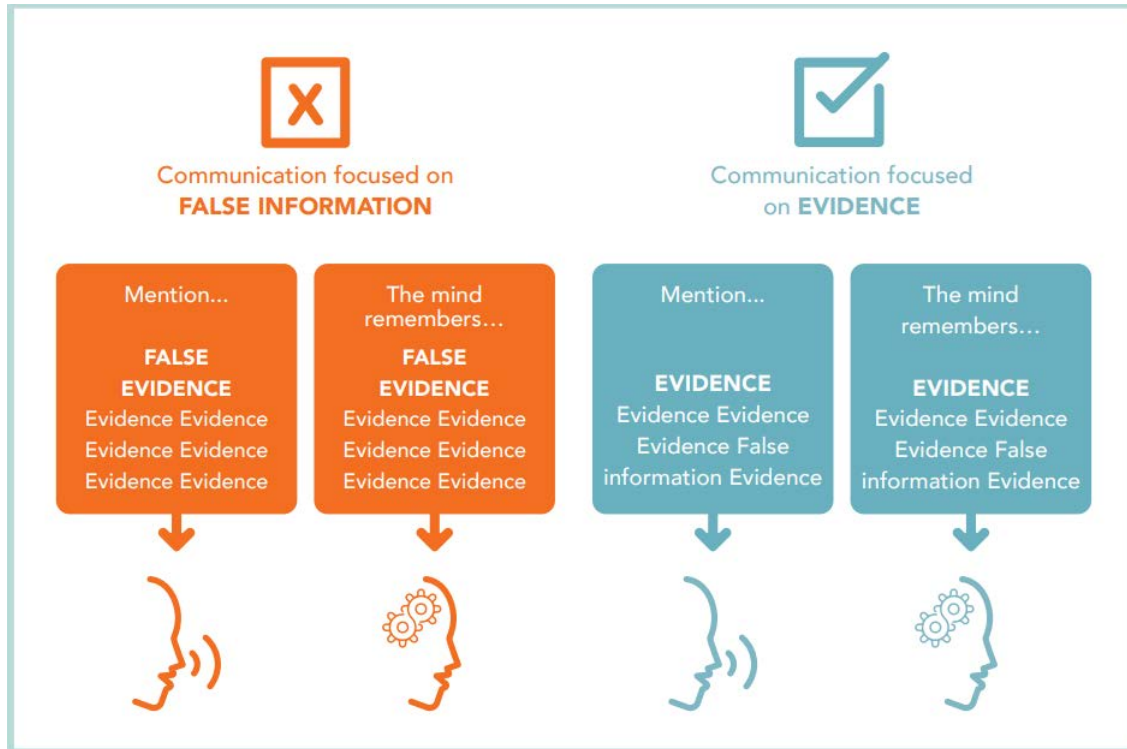 X
Communication focused on
FALSE INFORMATION
Mention...
FALSE
EVIDENCE
Evidence Evidence
Evidence Evidence
Evidence Evidence
The mind
remembers...
FALSE
EVIDENCE
Evidence Evidence
Evidence Evidence
Evidence Evidence
Communication focused
on EVIDENCE
Mention...
EVIDENCE
Evidence Evidence
Evidence False
information Evidence
The mind
remembers...
EVIDENCE
Evidence Evidence
Evidence False
information Evidence